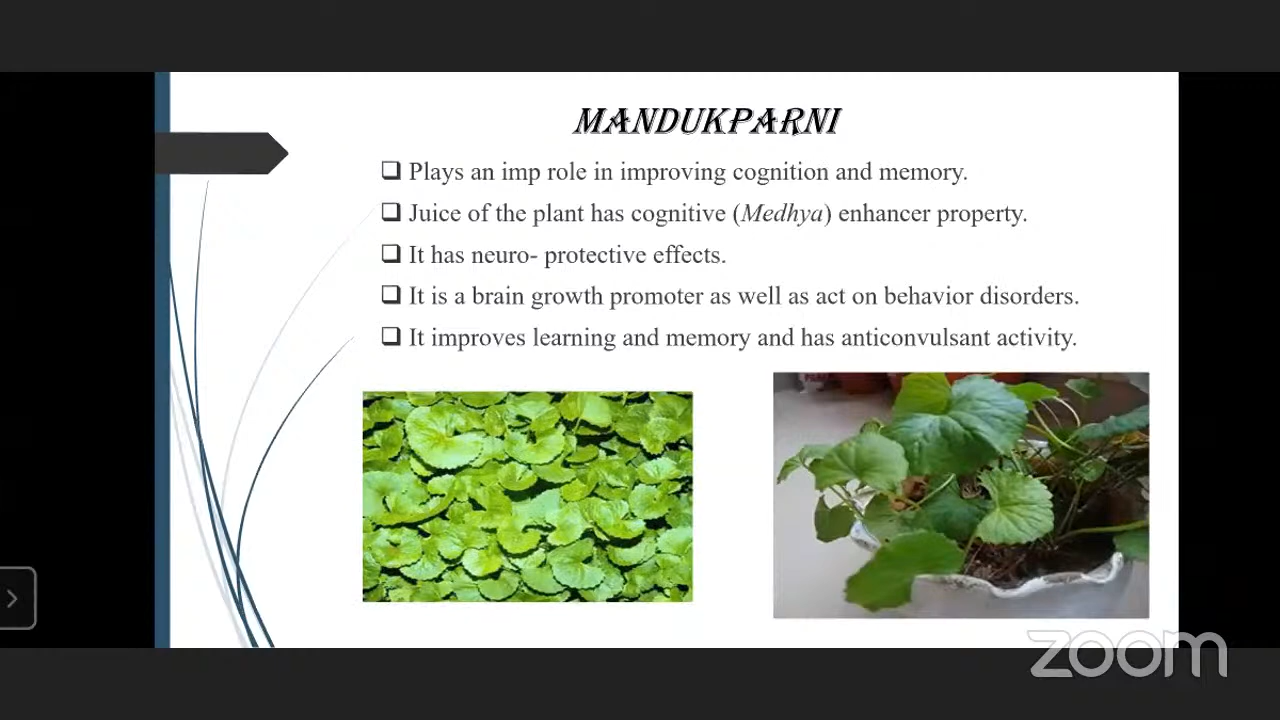 MANDUKPARNI
Plays an imp role in improving cognition and memory.
Juice of the plant has cognitive (Medhya) enhancer property.
It has neuro- protective effects.
It is a brain growth promoter as well as act on behavior disorders.
It improves learning and memory and has anticonvulsant activity.
zoom